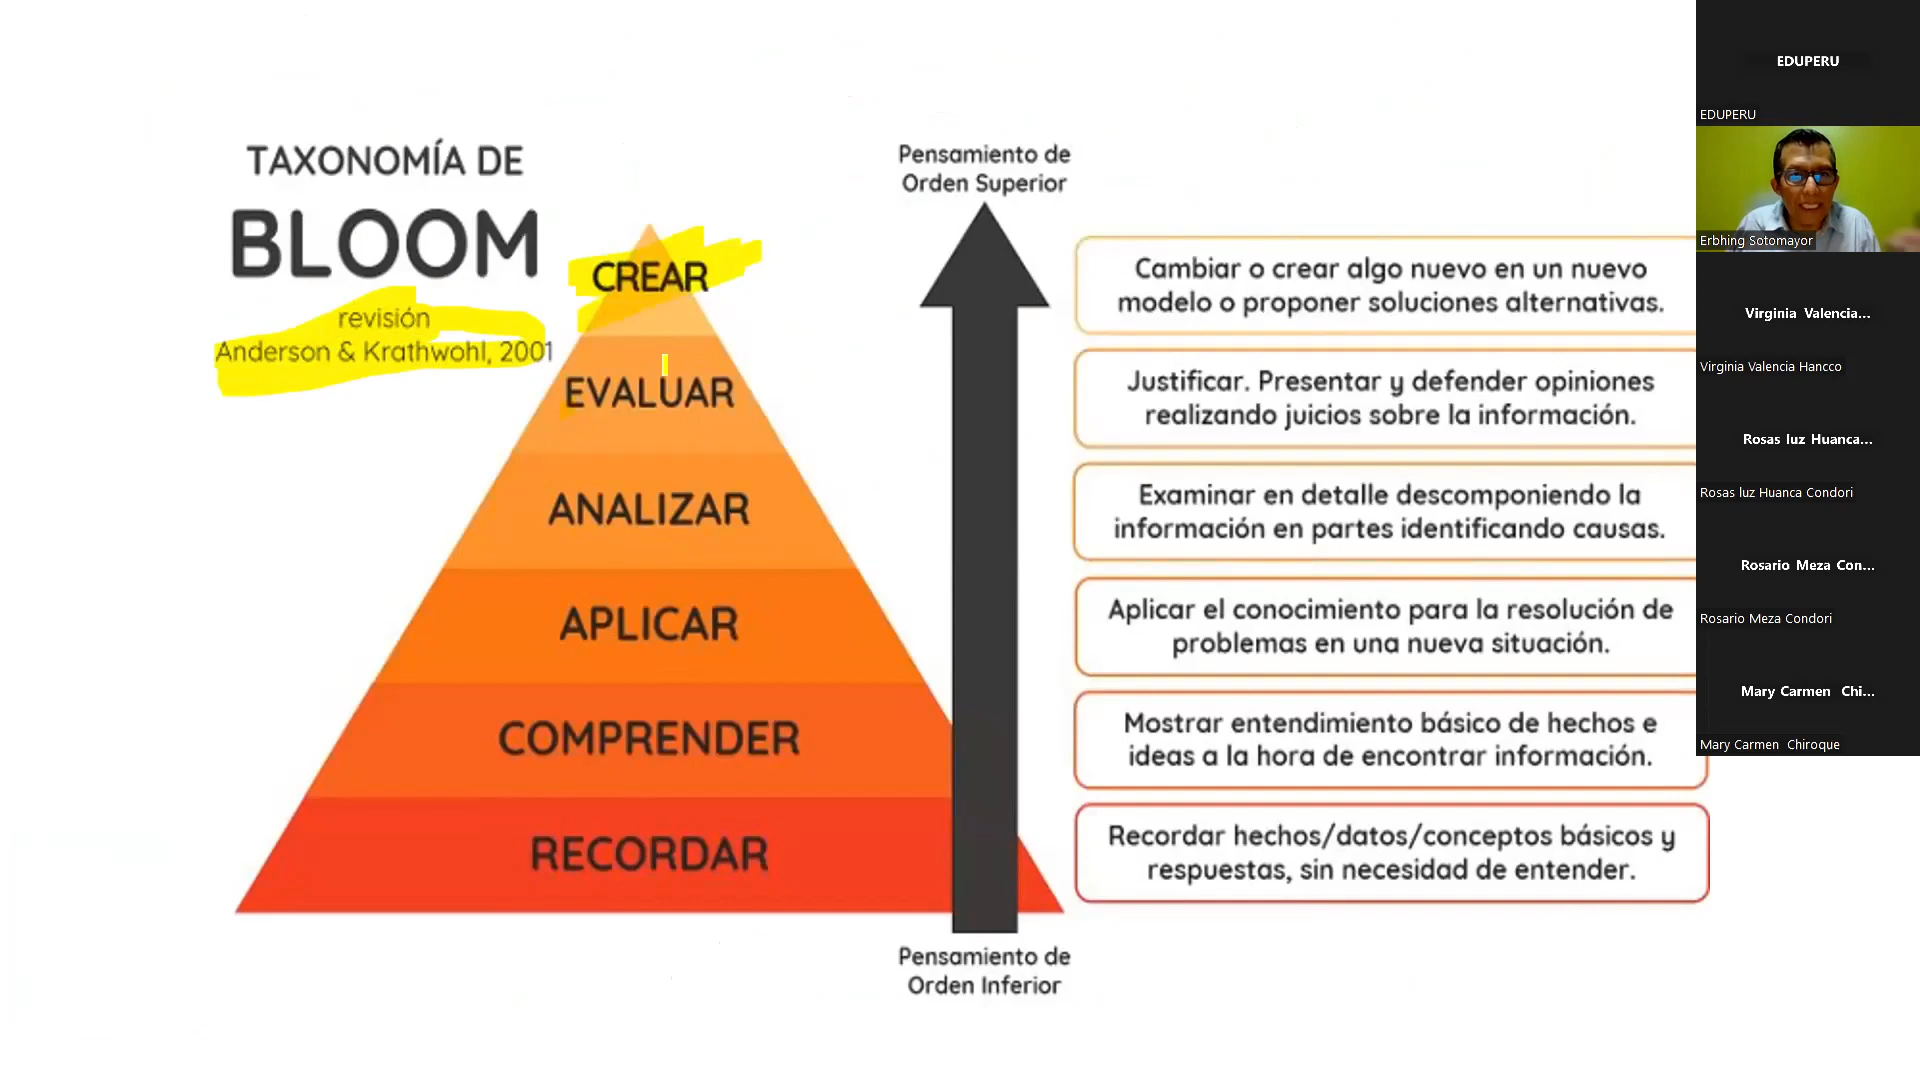 TAXONOMÍA DE
BLOOM
revisión
Anderson & Krathwohl, 2001
CREAR
EVALUAR
ANALIZAR
APLICAR
COMPRENDER
RECORDAR
Pensamiento de
Orden Superior
Pensamiento de
Orden Inferior
Cambiar o crear algo nuevo en un nuevo
modelo o proponer soluciones alternativas.
Justificar. Presentar y defender opiniones
realizando juicios sobre la información.
Examinar en detalle descomponiendo la
información en partes identificando causas.
Aplicar el conocimiento para la resolución de
problemas en una nueva situación.
Mostrar entendimiento básico de hechos e
ideas a la hora de encontrar información.
Recordar hechos/datos/conceptos básicos y
respuestas, sin necesidad de entender.
EDUPERU
EDUPERU
Erbhing Sotomayor
Virginia Valencia...
Virginia Valencia Hancco
Rosas luz Huanca...
Rosas luz Huanca Condori
Rosario Meza Con...
Rosario Meza Condori
Mary Carmen Chi...
Mary Carmen Chiroque